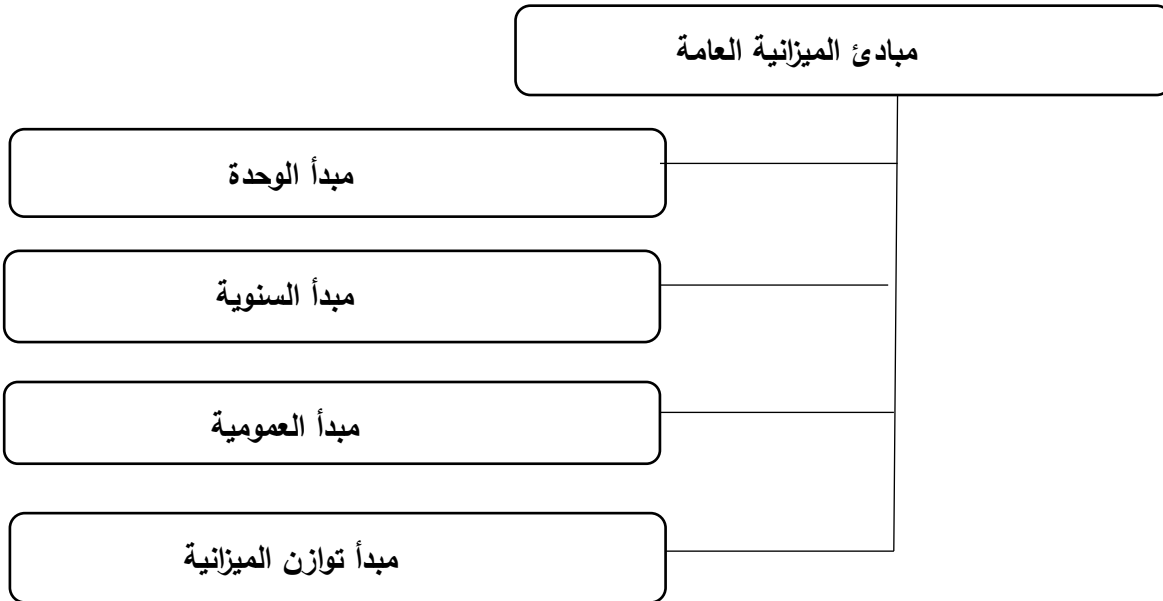 مبادئ الميزانية العامة
مبدأ الوحدة
مبدأ السنوية
مبدأ العمومية
مبدأ توازن الميزانية